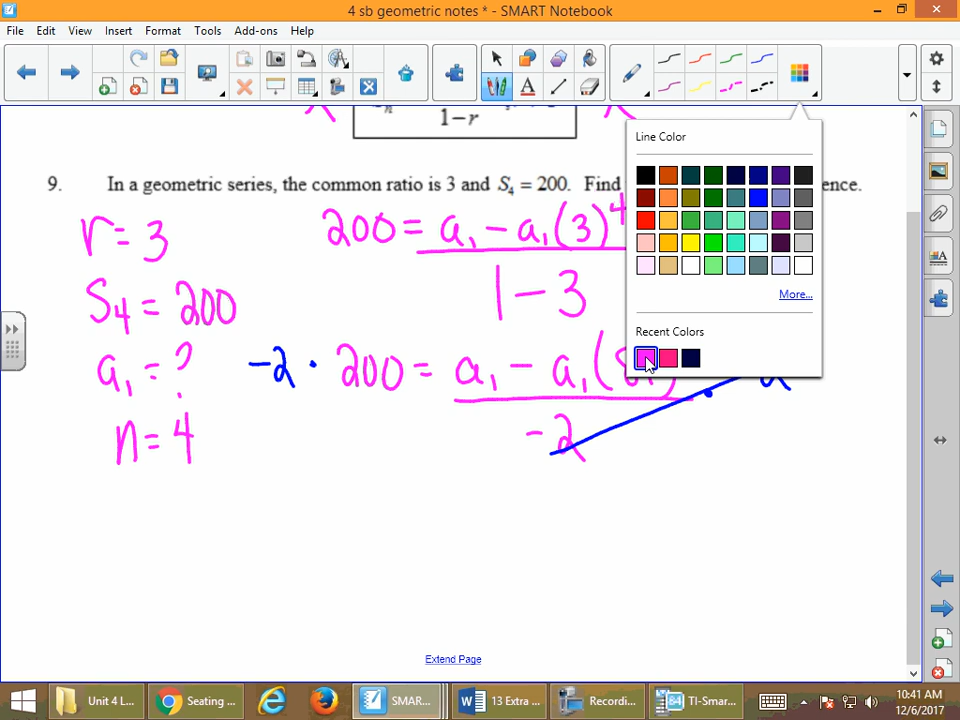 4 sb geometric notes * - SMART Notebook
File Edit View Insert Format Tools Add-ons Help
1−r
9. In a geometric series, the common ratio is 3 and S₄ = 200. Find ence.
Line Color
More...
Recent Colors
r = 3
200 = a₁ − a₁(3)⁴
1 − 3
S₄ = 200
a₁ = ?
-2 · 200 = a₁ − a₁(
-2
n = 4
Extend Page
Unit 4 L... Seating ... SMAR... 13 Extra ... Recordi... TI-Smar...
10:41 AM
12/6/2017